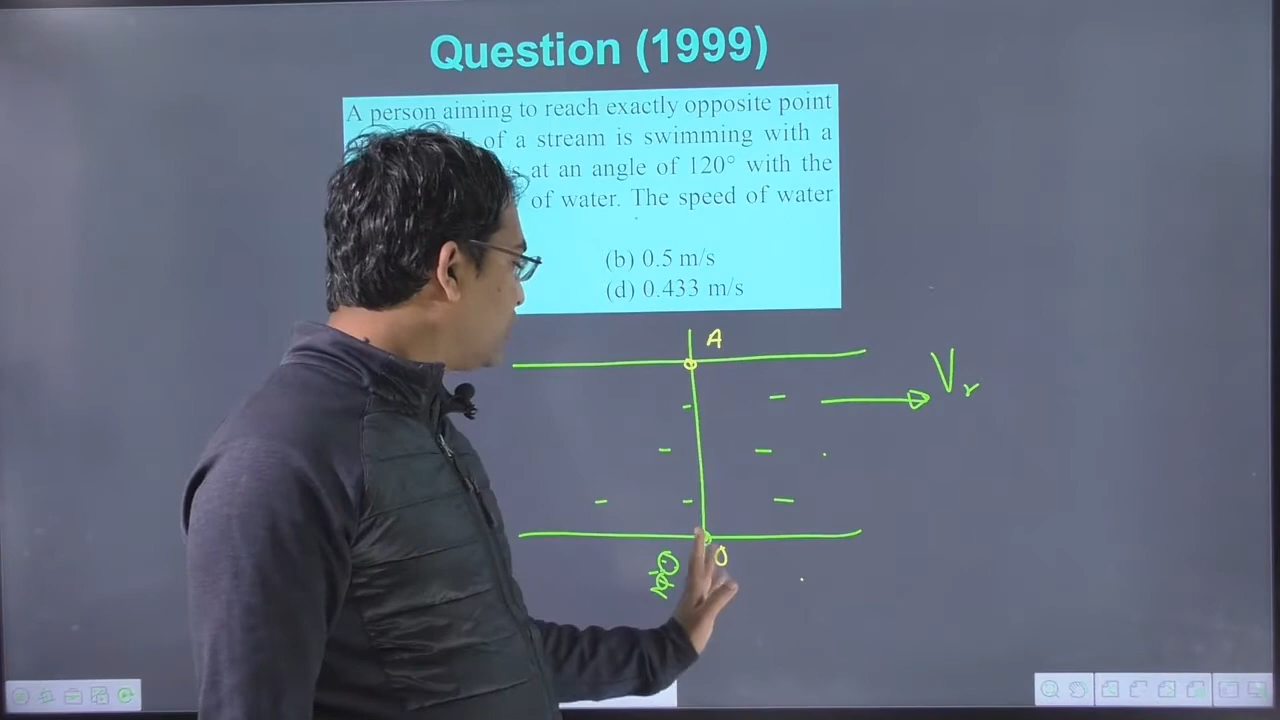 Question (1999)
A person aiming to reach exactly opposite point
of a stream is swimming with a
at an angle of 120° with the
of water. The speed of water
(b) 0.5 m/s
(d) 0.433 m/s
A
Vr
O